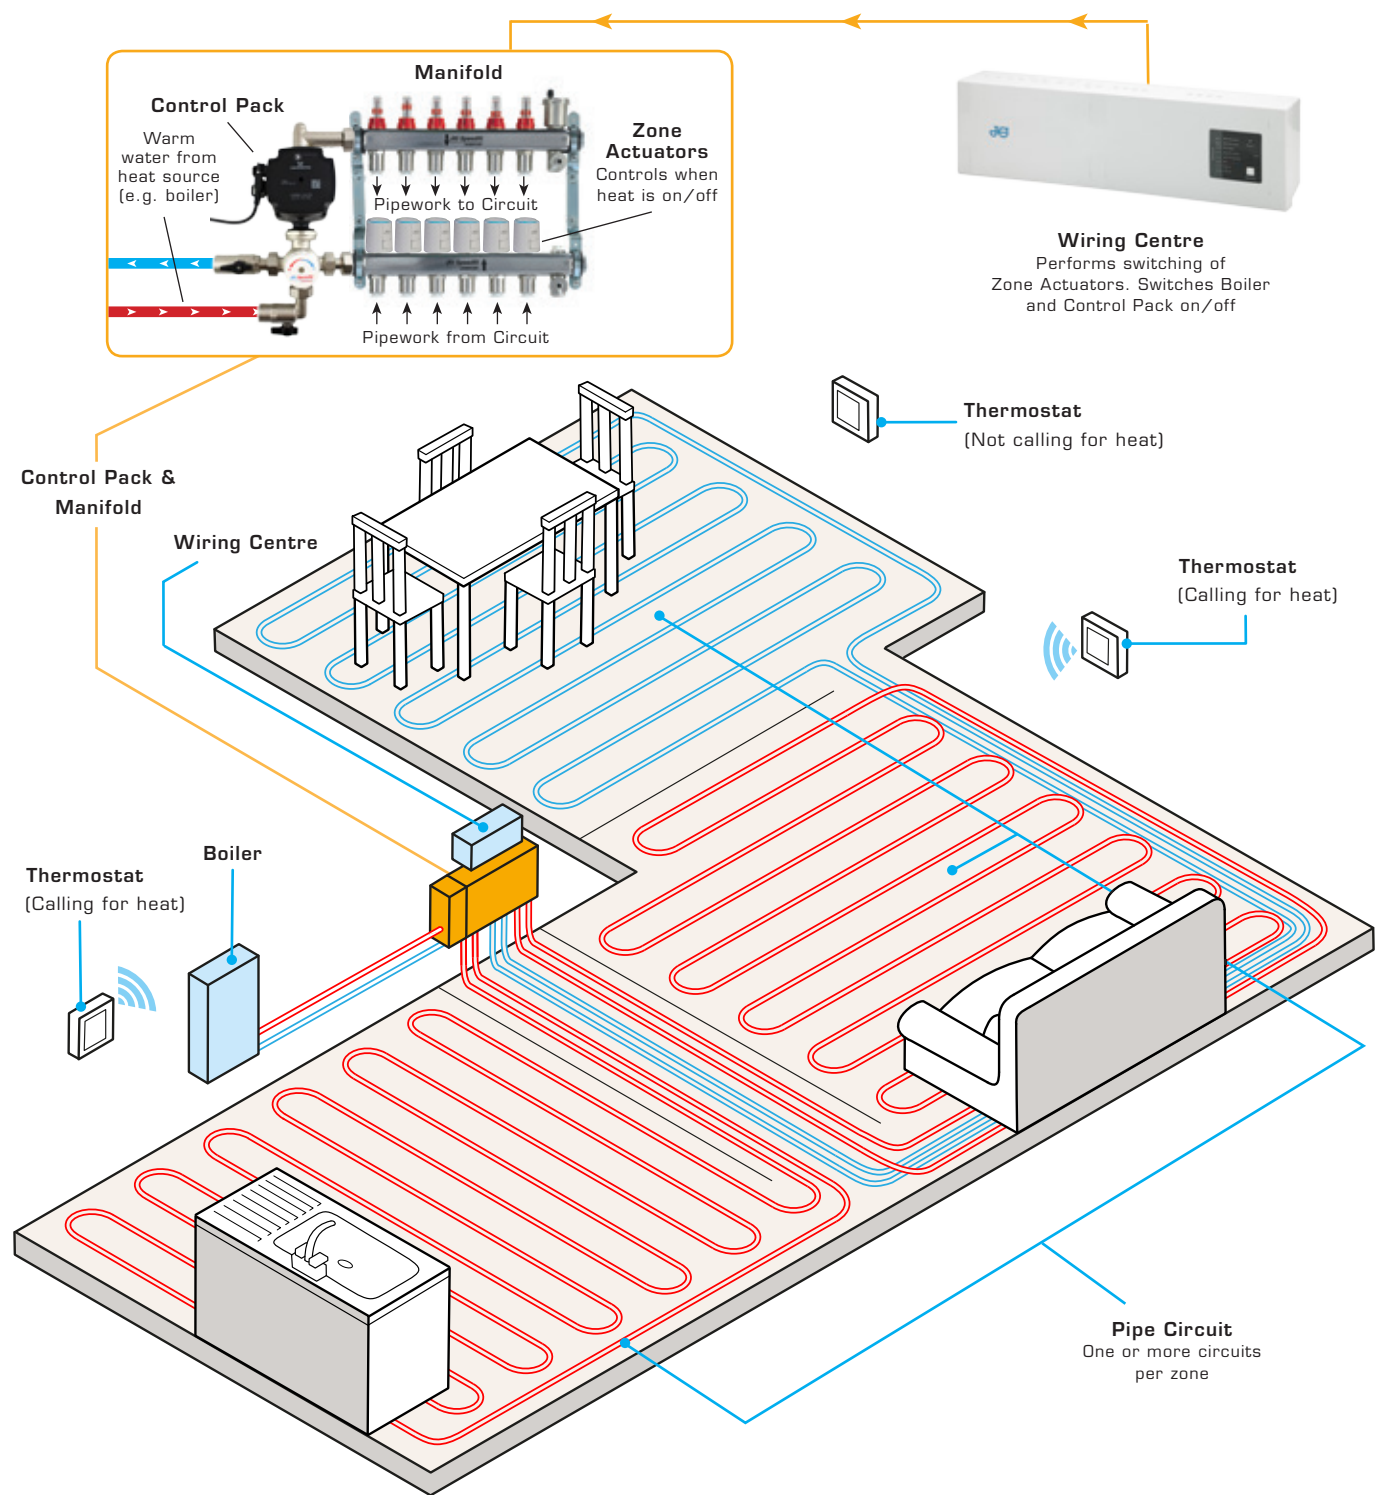 Manifold
Control Pack
Warm
water from
heat source
(e.g. boiler)
Zone
Actuators
Controls when
heat is on/off
Pipework to Circuit
Pipework from Circuit
Wiring Centre
Performs switching of
Zone Actuators. Switches Boiler
and Control Pack on/off
Thermostat
(Not calling for heat)
Control Pack &
Manifold
Wiring Centre
Thermostat
(Calling for heat)
Boiler
Thermostat
(Calling for heat)
Pipe Circuit
One or more circuits
per zone